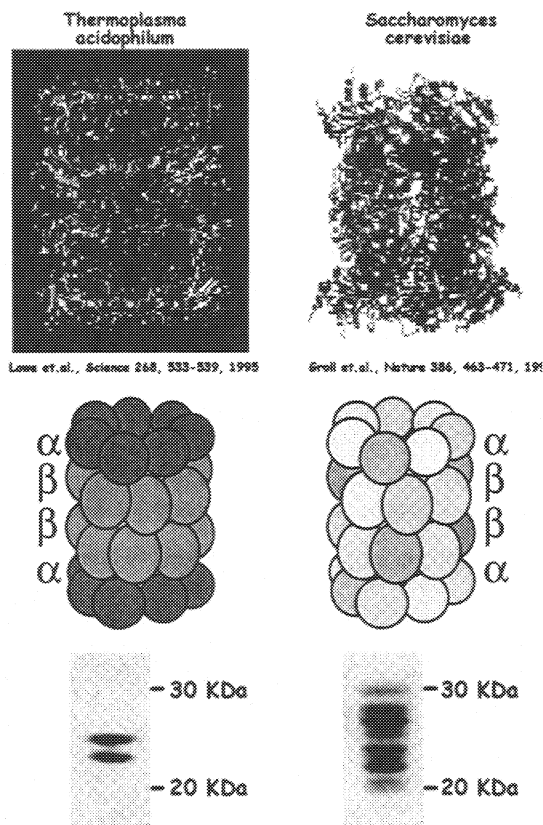 Thermoplasma
acidophilum
Saccharomyces
cerevisiae
Lowe et.al., Science 268, 533-539, 1995
Groll et.al., Nature 386, 463-471, 199
α
β
β
α
α
β
β
α
30 KDa
20 KDa
30 KDa
20 KDa